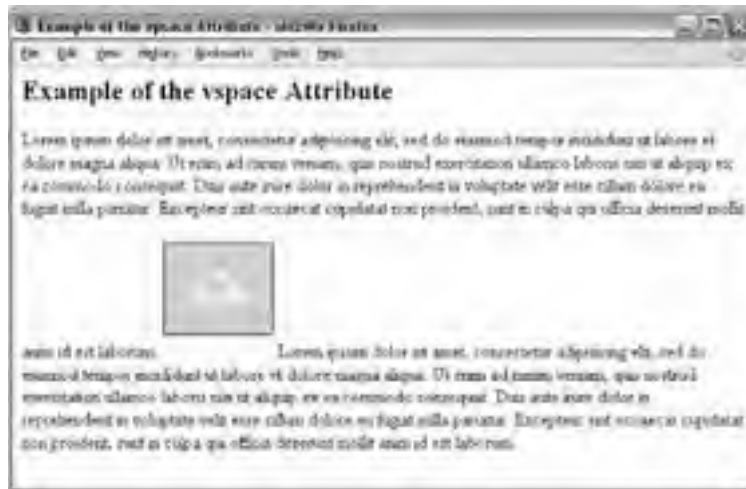 Example of the vspace Attribute - Mozilla Firefox
File Edit View History Bookmarks Tools Help
Example of the vspace Attribute
Lorem ipsum dolor sit amet, consectetur adipisicing elit, sed do eiusmod tempor incididunt ut labore et
dolore magna aliqua. Ut enim ad minim veniam, quis nostrud exercitation ullamco laboris nisi ut aliquip ex
ea commodo consequat. Duis aute irure dolor in reprehenderit in voluptate velit esse cillum dolore eu
fugiat nulla pariatur. Excepteur sint occaecat cupidatat non proident, sunt in culpa qui officia deserunt mollit
anim id est laborum. Lorem ipsum dolor sit amet, consectetur adipisicing elit, sed do
eiusmod tempor incididunt ut labore et dolore magna aliqua. Ut enim ad minim veniam, quis nostrud
exercitation ullamco laboris nisi ut aliquip ex ea commodo consequat. Duis aute irure dolor in
reprehenderit in voluptate velit esse cillum dolore eu fugiat nulla pariatur. Excepteur sint occaecat cupidatat
non proident, sunt in culpa qui officia deserunt mollit anim id est laborum.